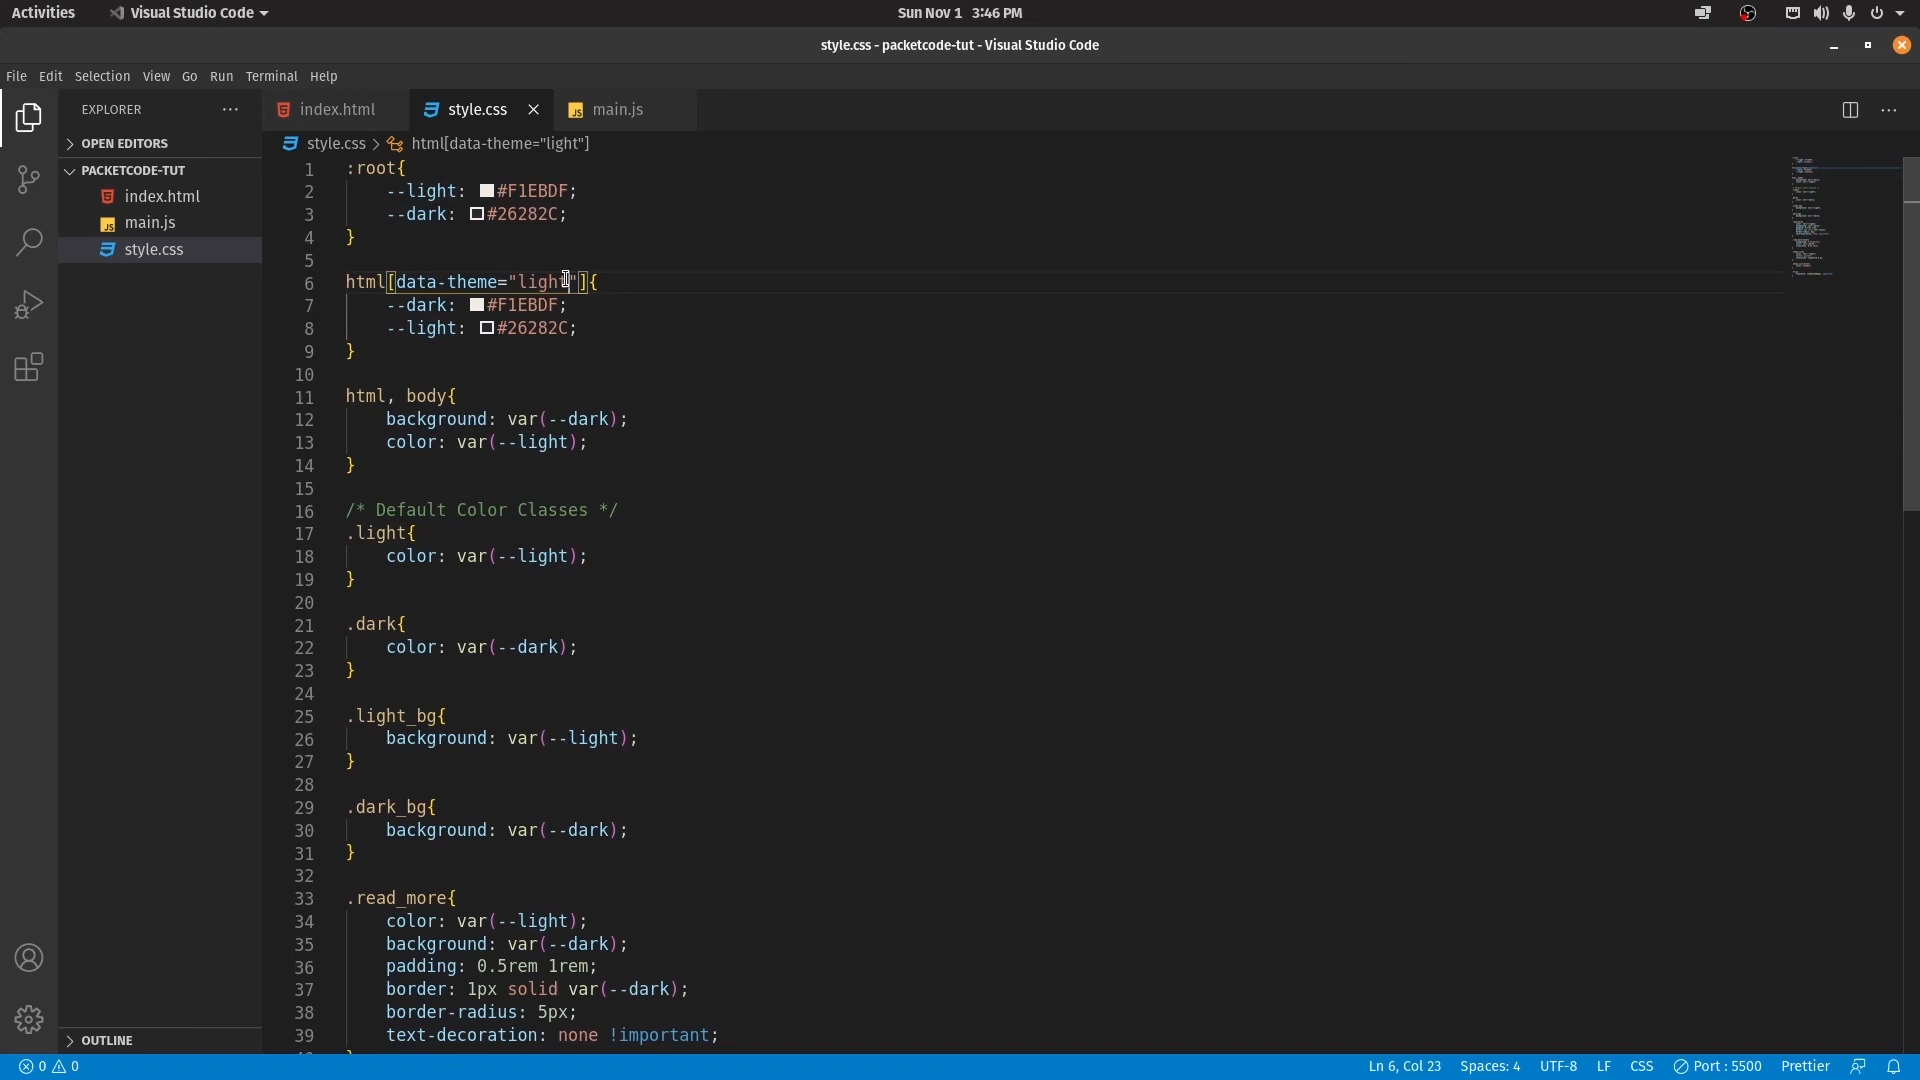 Activities Visual Studio Code Sun Nov 1 3:46 PM
style.css - packetcode-tut - Visual Studio Code
File Edit Selection View Go Run Terminal Help
EXPLORER ··· index.html style.css main.js ···
OPEN EDITORS
style.css > html[data-theme="light"]
PACKETCODE-TUT
index.html
JS main.js
style.css
OUTLINE
1 :root{
2 --light: #F1EBDF;
3 --dark: #26282C;
4 }
5
6 html[data-theme="light"]{
7 --dark: #F1EBDF;
8 --light: #26282C;
9 }
10
11 html, body{
12 background: var(--dark);
13 color: var(--light);
14 }
15
16 /* Default Color Classes */
17 .light{
18 color: var(--light);
19 }
20
21 .dark{
22 color: var(--dark);
23 }
24
25 .light_bg{
26 background: var(--light);
27 }
28
29 .dark_bg{
30 background: var(--dark);
31 }
32
33 .read_more{
34 color: var(--light);
35 background: var(--dark);
36 padding: 0.5rem 1rem;
37 border: 1px solid var(--dark);
38 border-radius: 5px;
39 text-decoration: none !important;
0 0 Ln 6, Col 23 Spaces: 4 UTF-8 LF CSS Port : 5500 Prettier